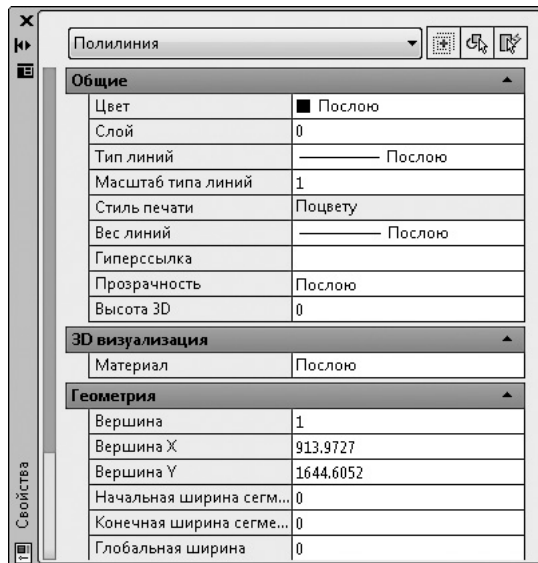 Полилиния
Общие
Цвет Послою
Слой 0
Тип линий Послою
Масштаб типа линий 1
Стиль печати Поцвету
Вес линий Послою
Гиперссылка
Прозрачность Послою
Высота 3D 0
3D визуализация
Материал Послою
Геометрия
Вершина 1
Вершина X 913.9727
Вершина Y 1644.6052
Начальная ширина сегм... 0
Конечная ширина сегме... 0
Глобальная ширина 0
Свойства